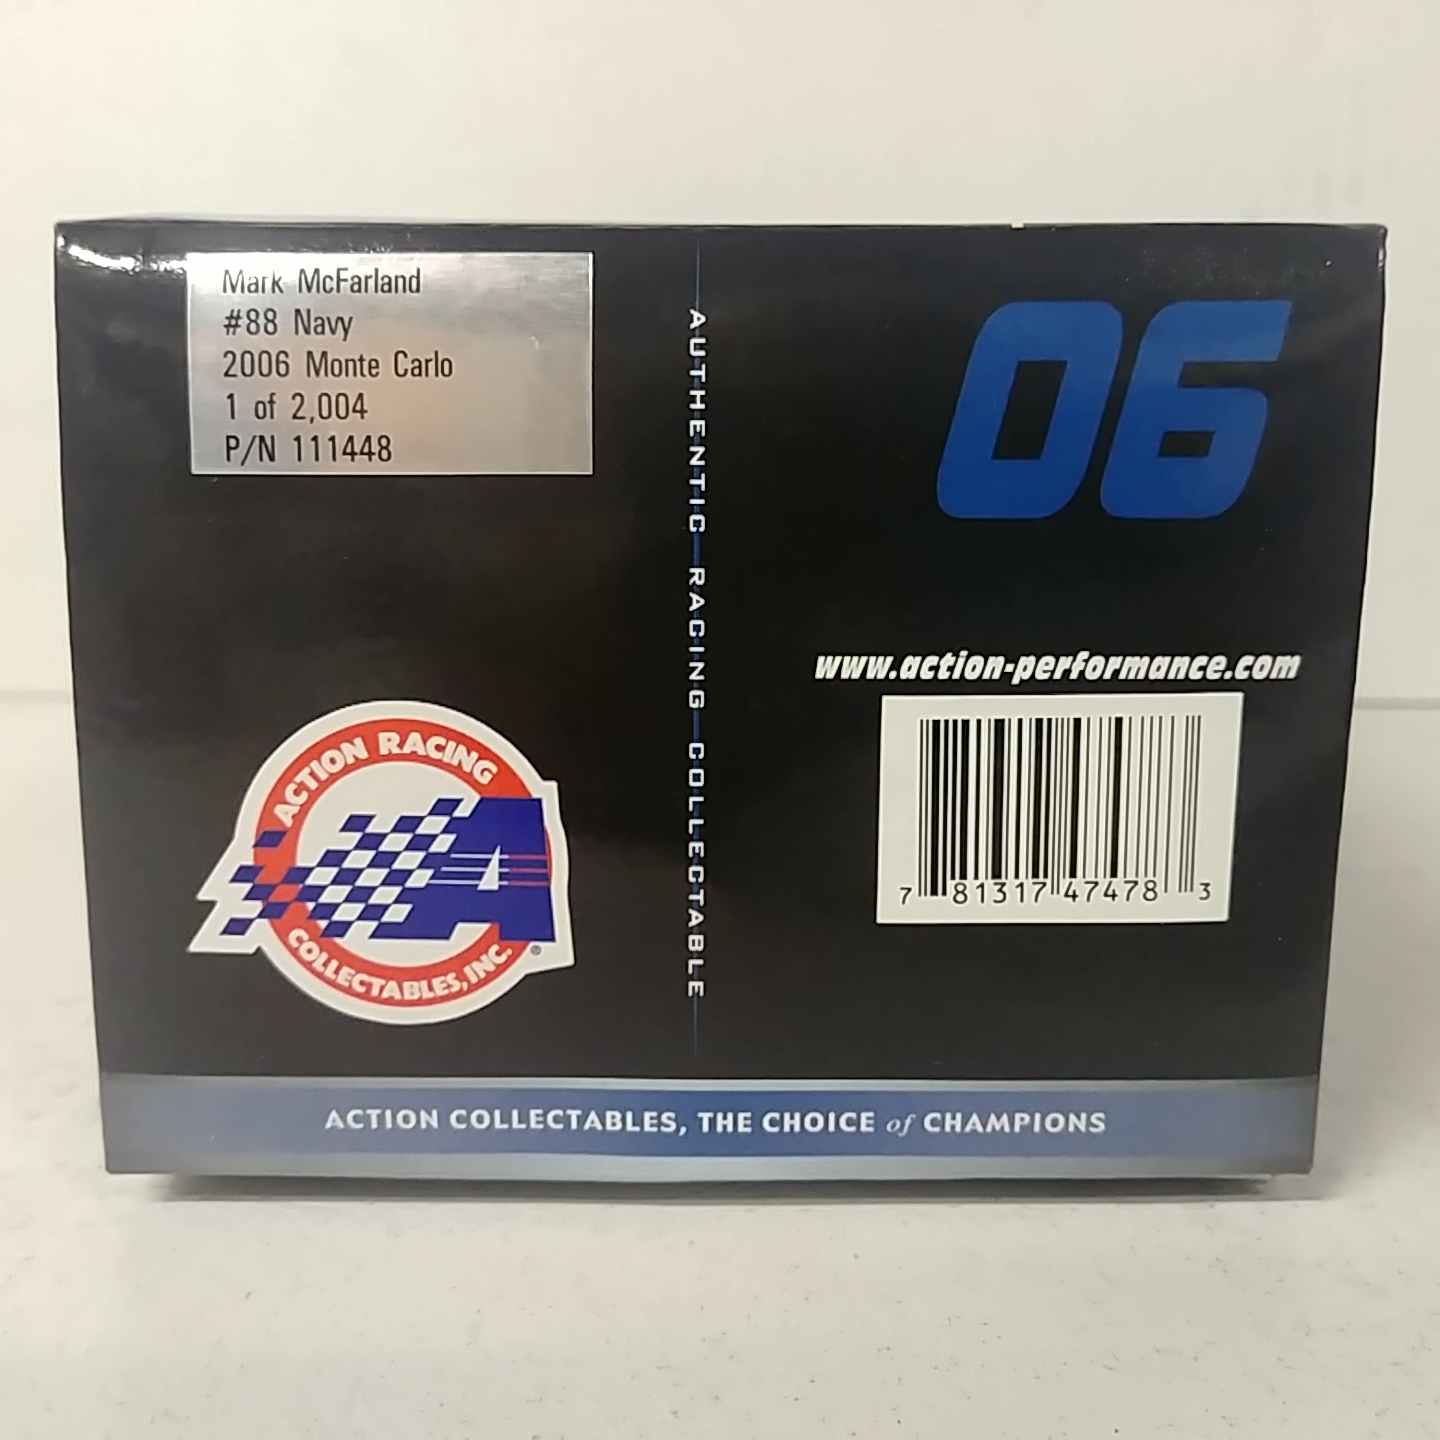 Mark McFarland
#88 Navy
2006 Monte Carlo
1 of 2,004
P/N 111448
AUTHENTIC RACING COLLECTABLE
06
www.action-performance.com
7 81317 47478 3
ACTION RACING
COLLECTABLES, INC.
®
ACTION COLLECTABLES, THE CHOICE of CHAMPIONS